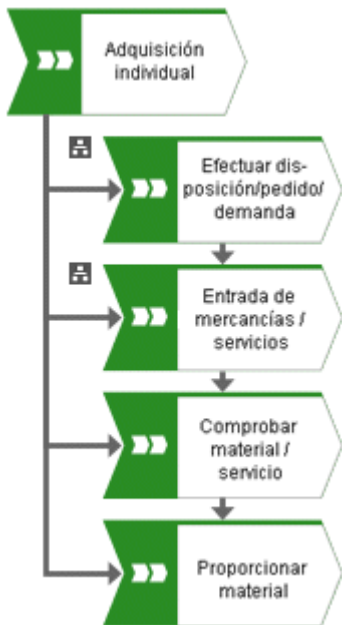 Adquisición
individual
Efectuar dis-
posición/pedido/
demanda
Entrada de
mercancías /
servicios
Comprobar
material /
servicio
Proporcionar
material